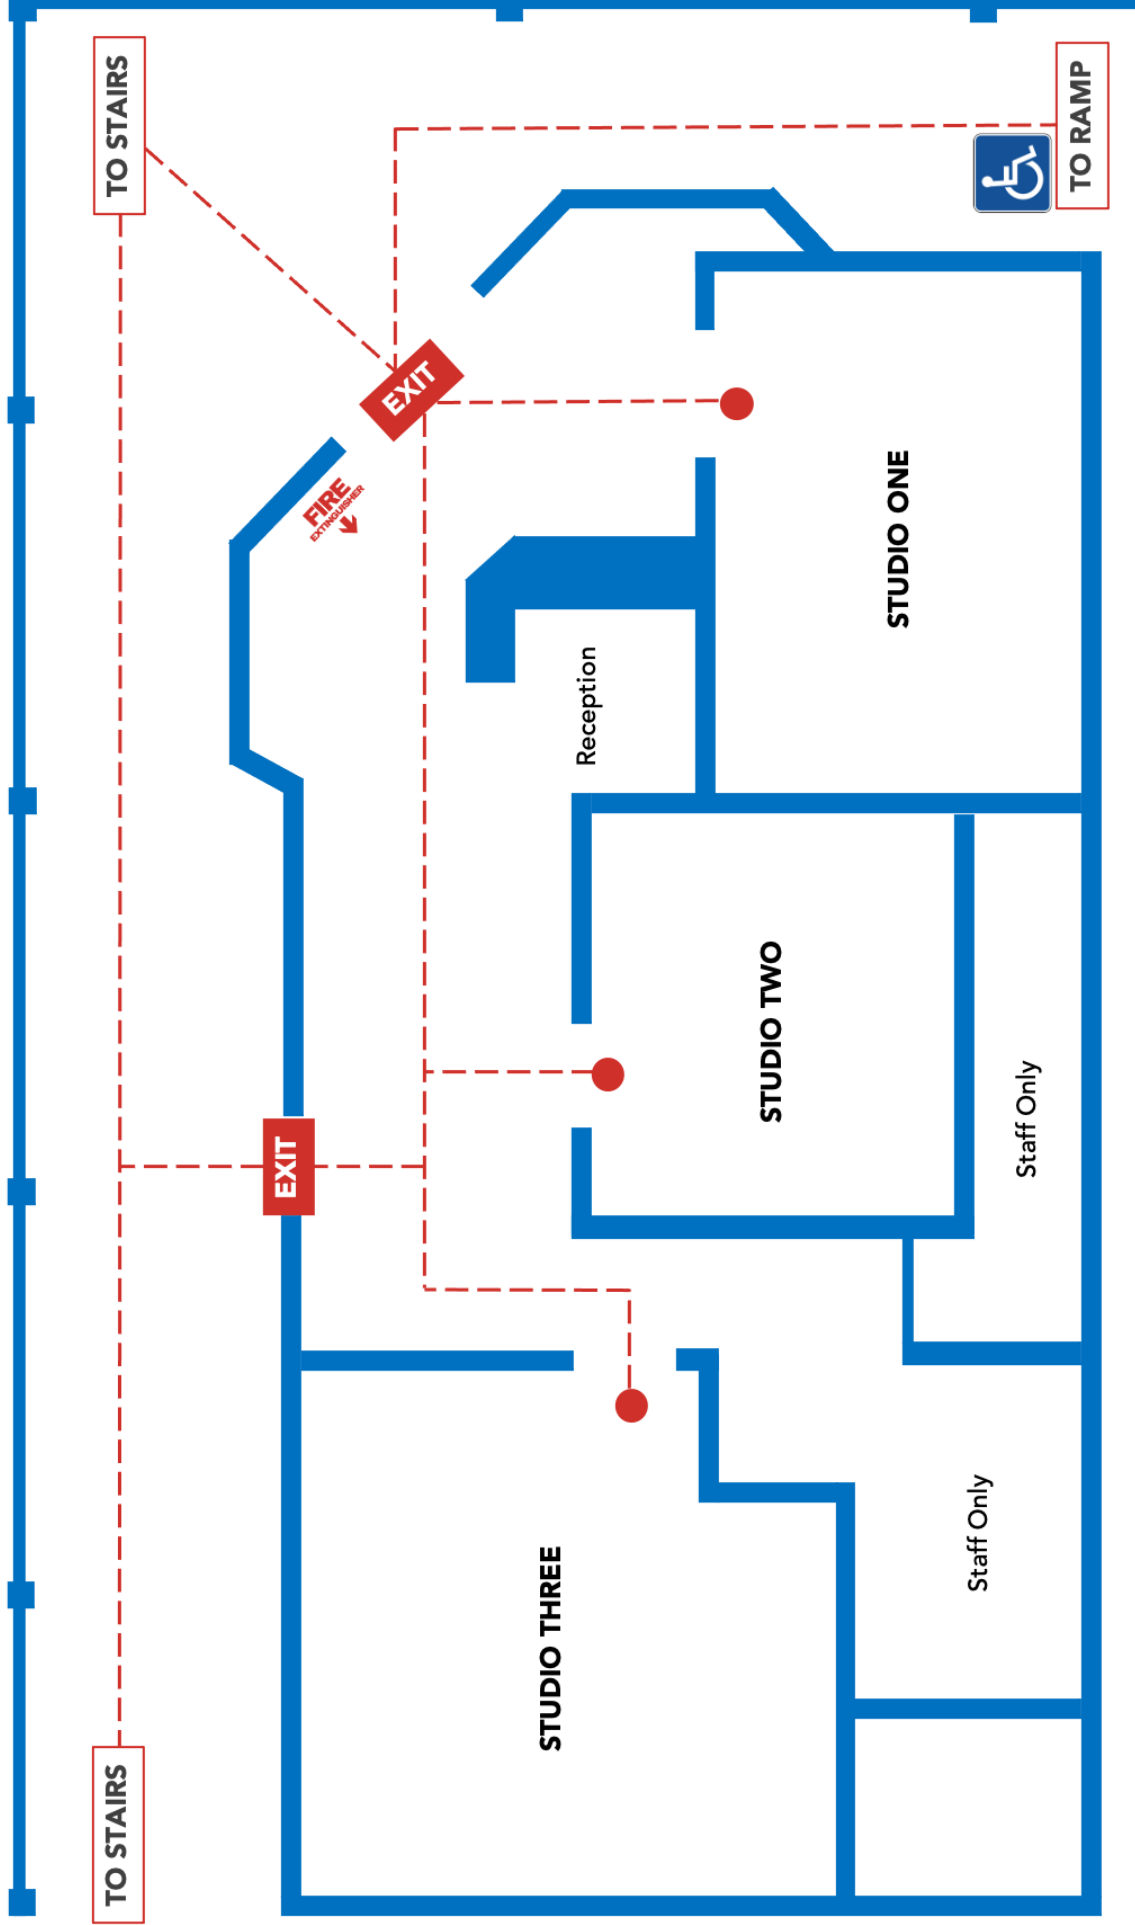 TO STAIRS
TO STAIRS
EXIT
EXIT
FIRE
EXTINGUISHER
STUDIO THREE
Reception
STUDIO TWO
STUDIO ONE
Staff Only
Staff Only
TO RAMP